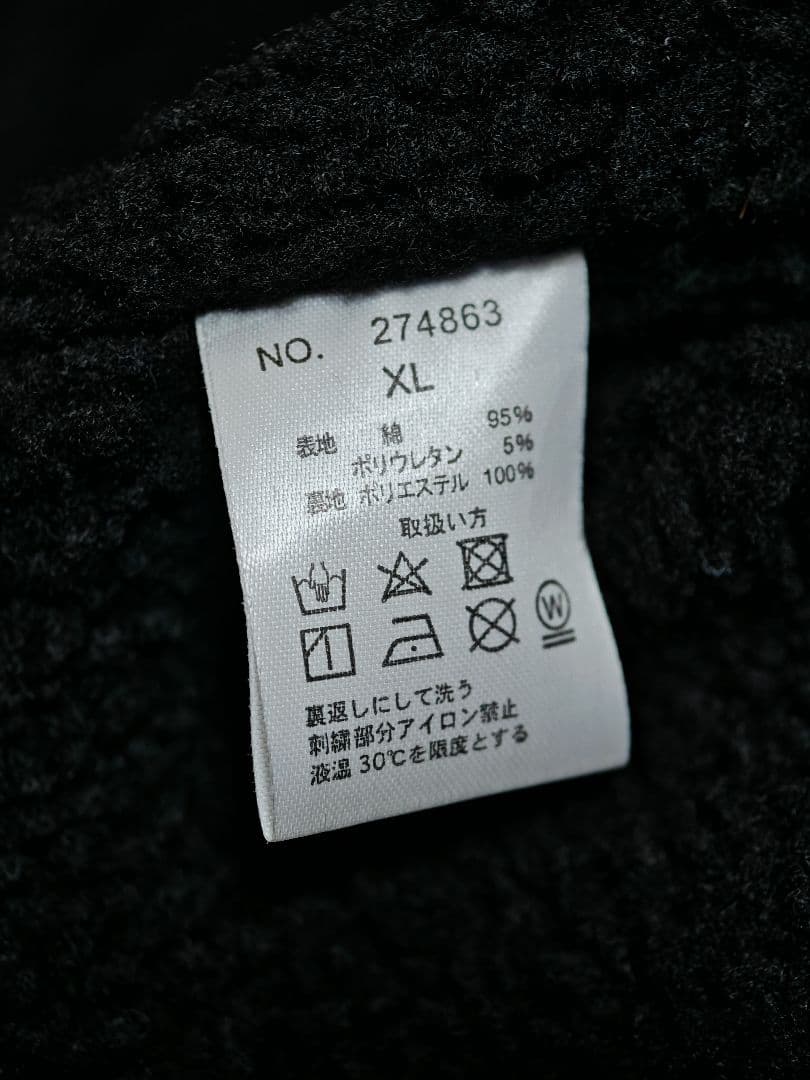 NO. 274863
XL
表地 綿 95%
ポリウレタン 5%
裏地 ポリエステル 100%
取扱い方
W
裏返しにして洗う
刺繍部分アイロン禁止
液温30℃を限度とする